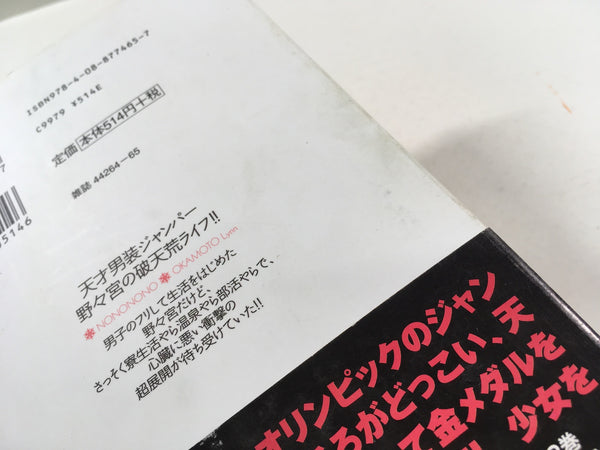 ISBN978-4-08-877465-7
C9979 ¥514E
定価 本体514円+税
雑誌 44264-65
7
05146
天才男装ジャンパー
野々宮の破天荒ライフ!!
NONONONO OKAMOTO Lynn
男子のフリして生活をはじめた
野々宮だけど、
さっそく寮生活やら温泉やら部活やらで、
心臓に悪い衝撃の
超展開が待ち受けていた!!
オリンピックのジャン
ろがどっこい、天
て金メダルを
少女を
巻